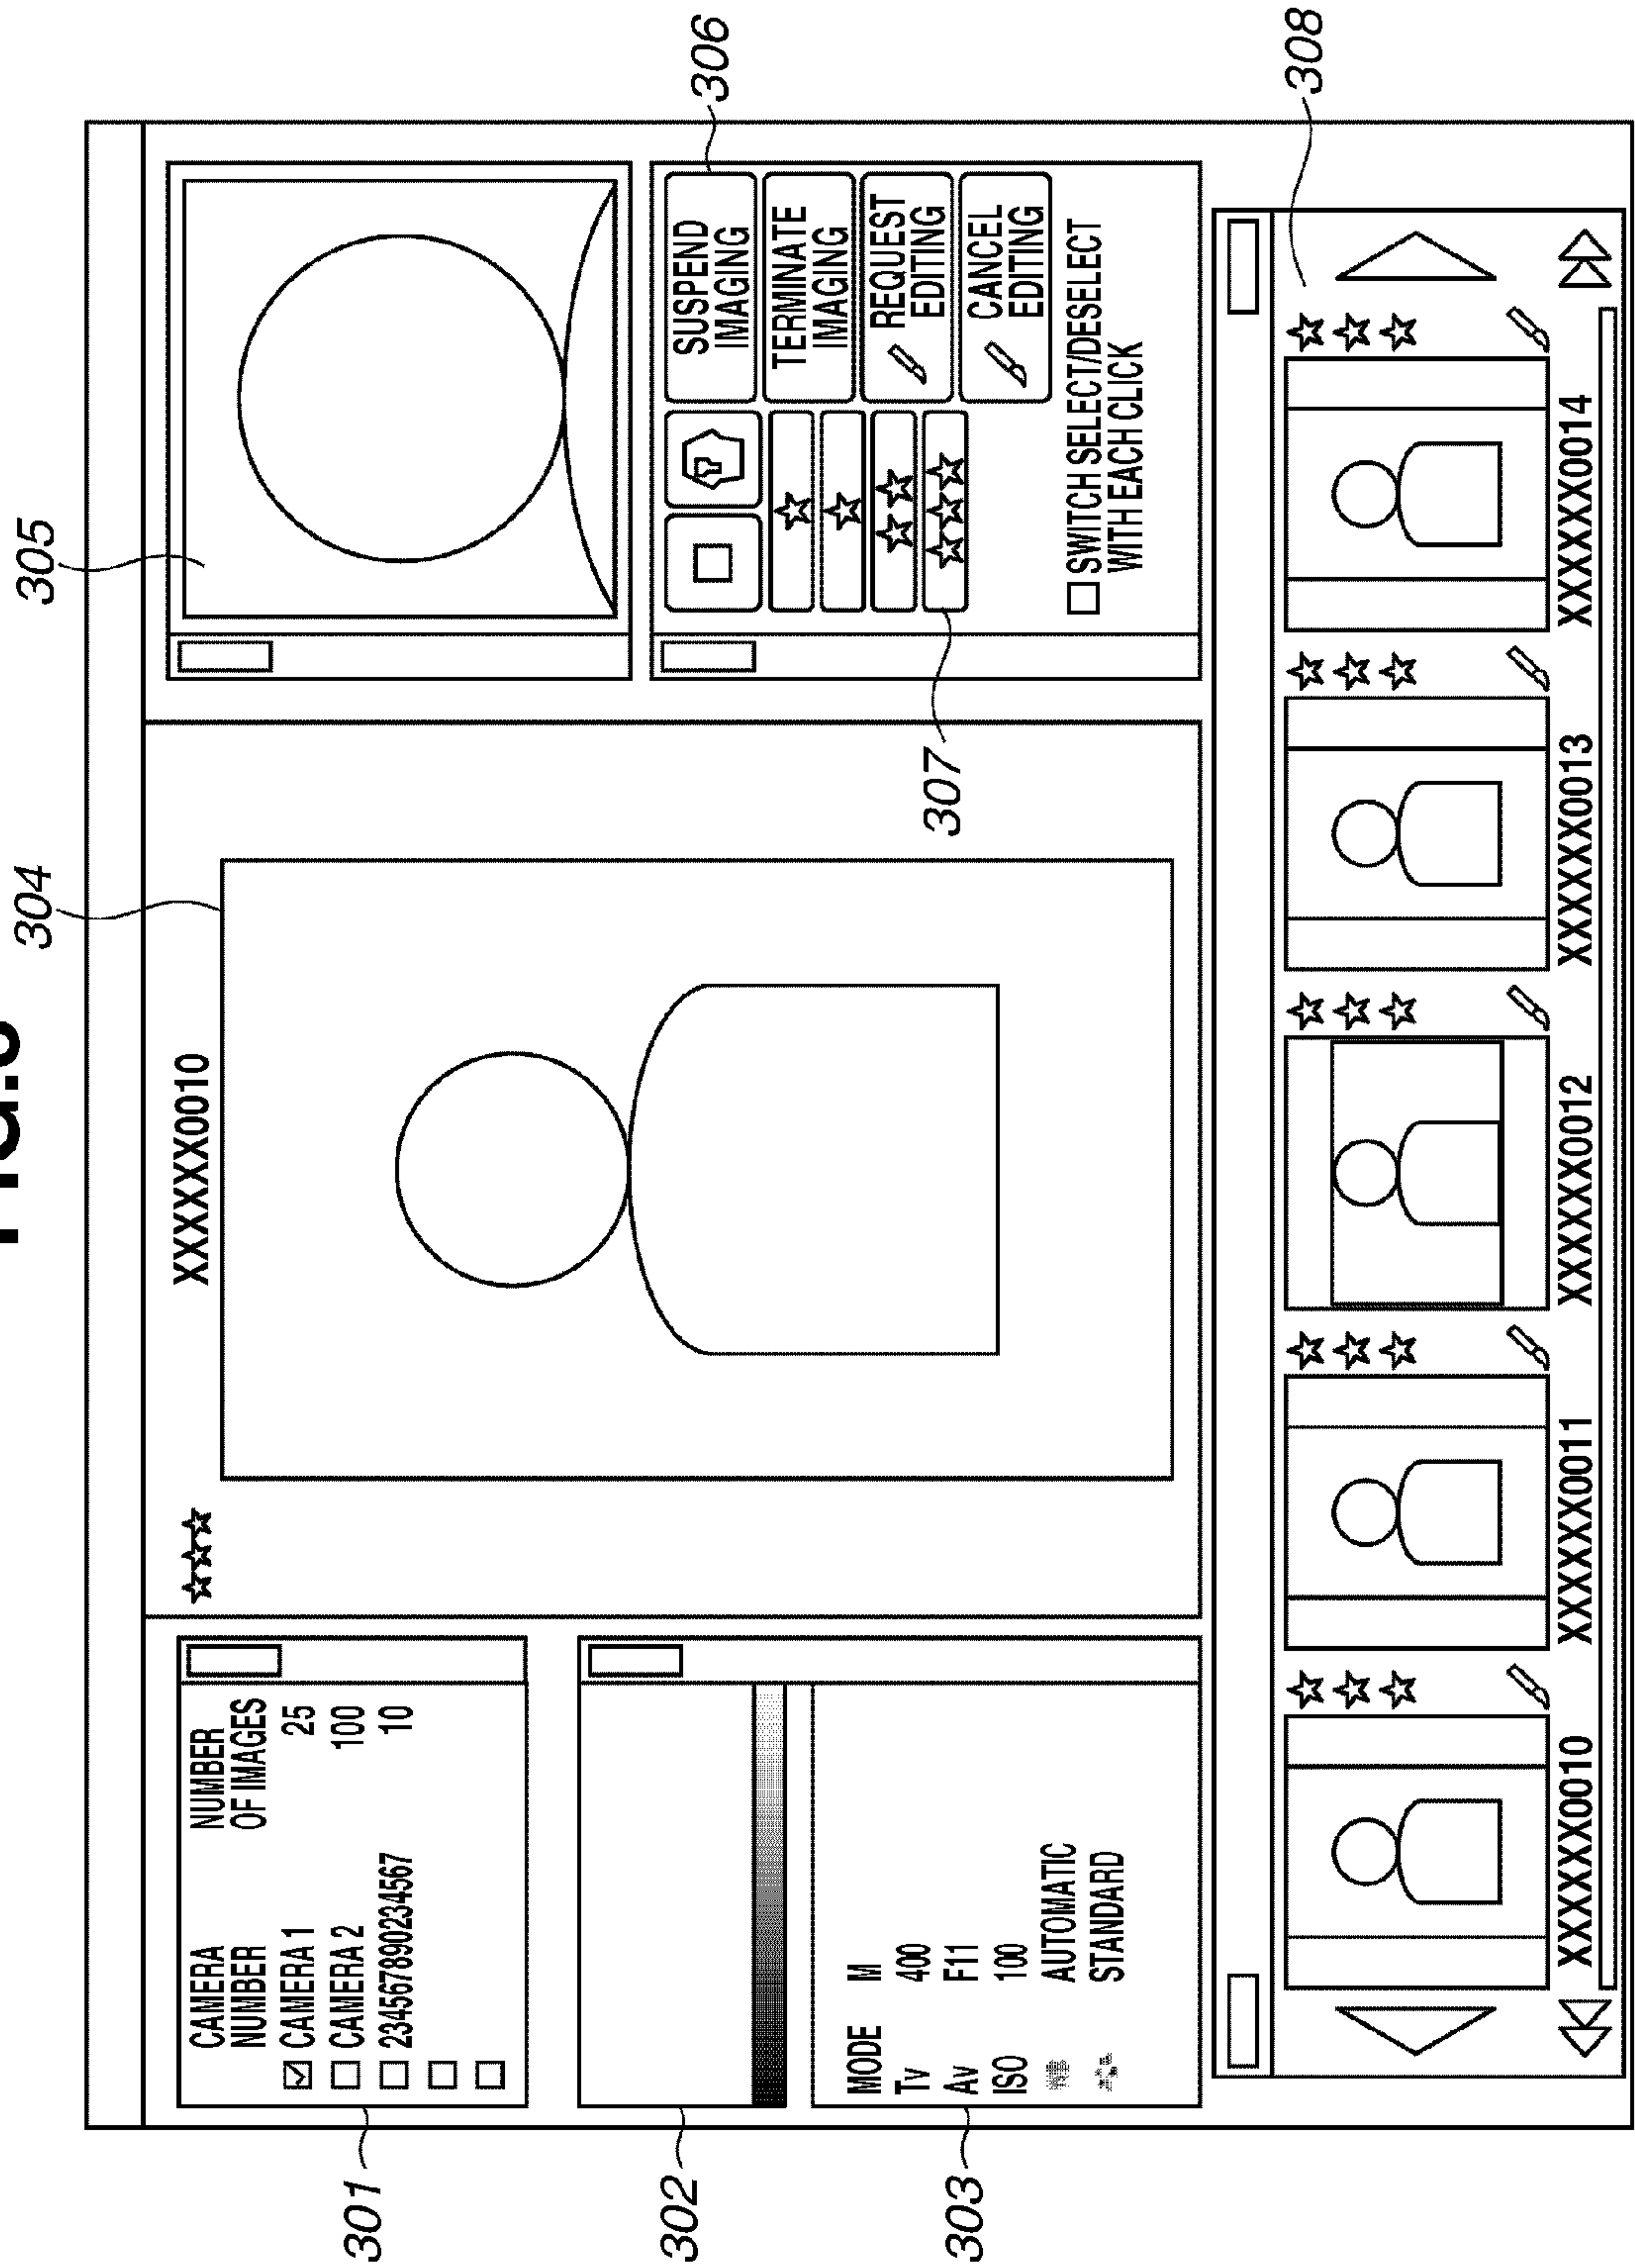 304
305
301
CAMERA NUMBER
NUMBER OF IMAGES
CAMERA 1 25
CAMERA 2 100
234567890234567 10
302
303
MODE M
Tv 400
Av F11
ISO 100
AUTOMATIC
STANDARD
XXXXXX0010
306
SUSPEND
IMAGING
TERMINATE
IMAGING
REQUEST
EDITING
CANCEL
EDITING
307
SWITCH SELECT/DESELECT
WITH EACH CLICK
308
XXXXXX0010
XXXXXX0011
XXXXXX0012
XXXXXX0013
XXXXXX0014